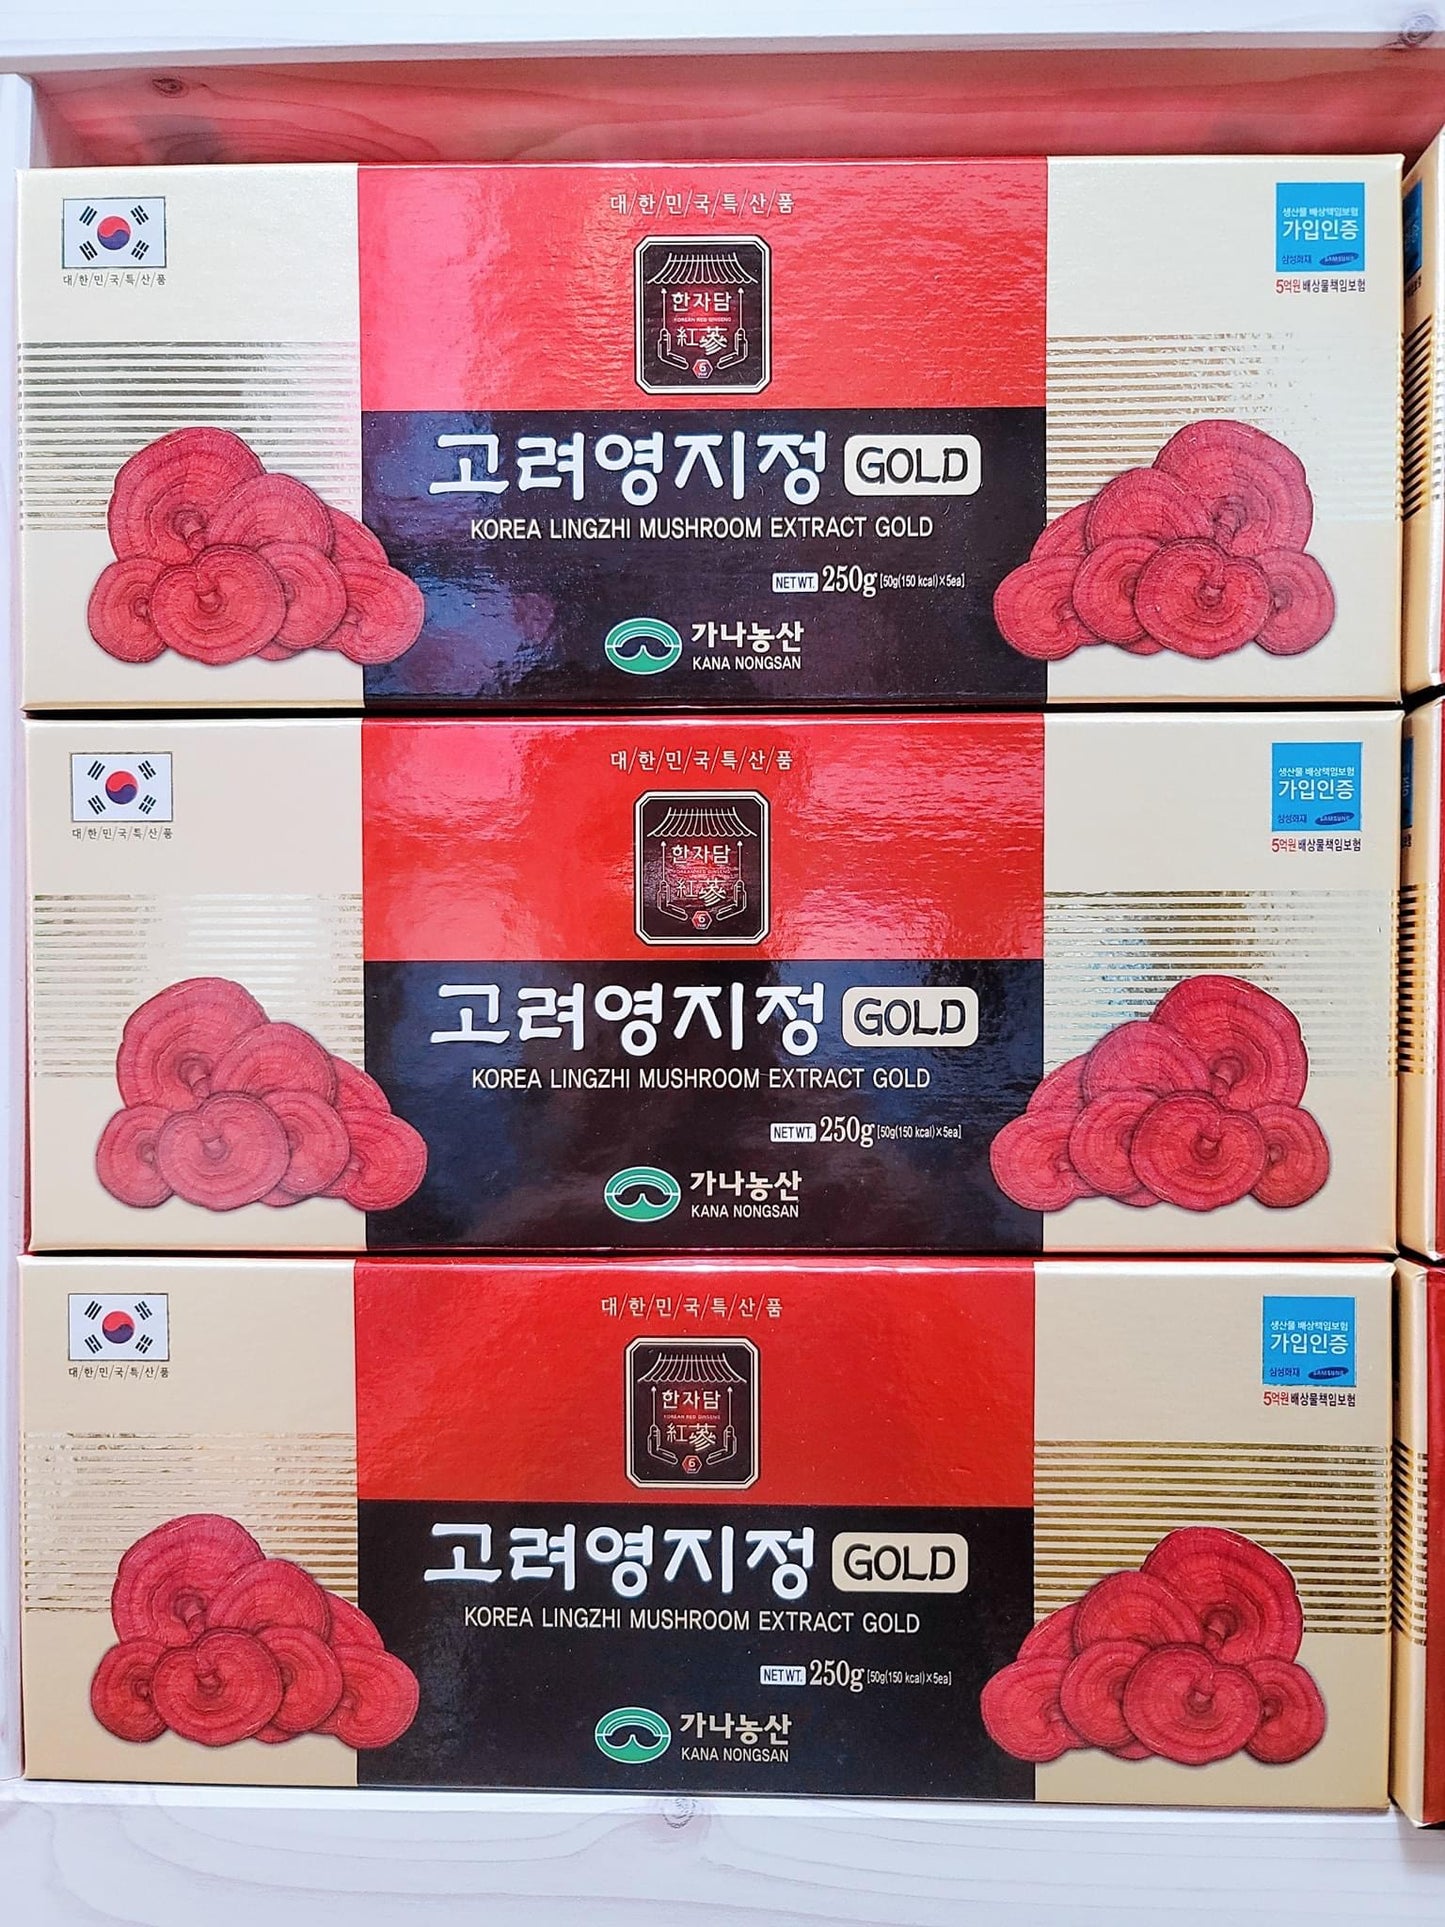 대/한/민/국/특/산/품
대/한/민/국/특/산/품
한자담
KOREAN RED GINSENG
紅蔘
6
생산물 배상책임보험
가입인증
삼성화재 SAMSUNG
5억원 배상물책임보험
고려영지정 GOLD
KOREA LINGZHI MUSHROOM EXTRACT GOLD
NET WT. 250g [50g(150 kcal)×5ea]
가나농산
KANA NONGSAN
대/한/민/국/특/산/품
대/한/민/국/특/산/품
한자담
KOREAN RED GINSENG
紅蔘
6
생산물 배상책임보험
가입인증
삼성화재 SAMSUNG
5억원 배상물책임보험
고려영지정 GOLD
KOREA LINGZHI MUSHROOM EXTRACT GOLD
NET WT. 250g [50g(150 kcal)×5ea]
가나농산
KANA NONGSAN
대/한/민/국/특/산/품
대/한/민/국/특/산/품
한자담
KOREAN RED GINSENG
紅蔘
6
생산물 배상책임보험
가입인증
삼성화재 SAMSUNG
5억원 배상물책임보험
고려영지정 GOLD
KOREA LINGZHI MUSHROOM EXTRACT GOLD
NET WT. 250g [50g(150 kcal)×5ea]
가나농산
KANA NONGSAN